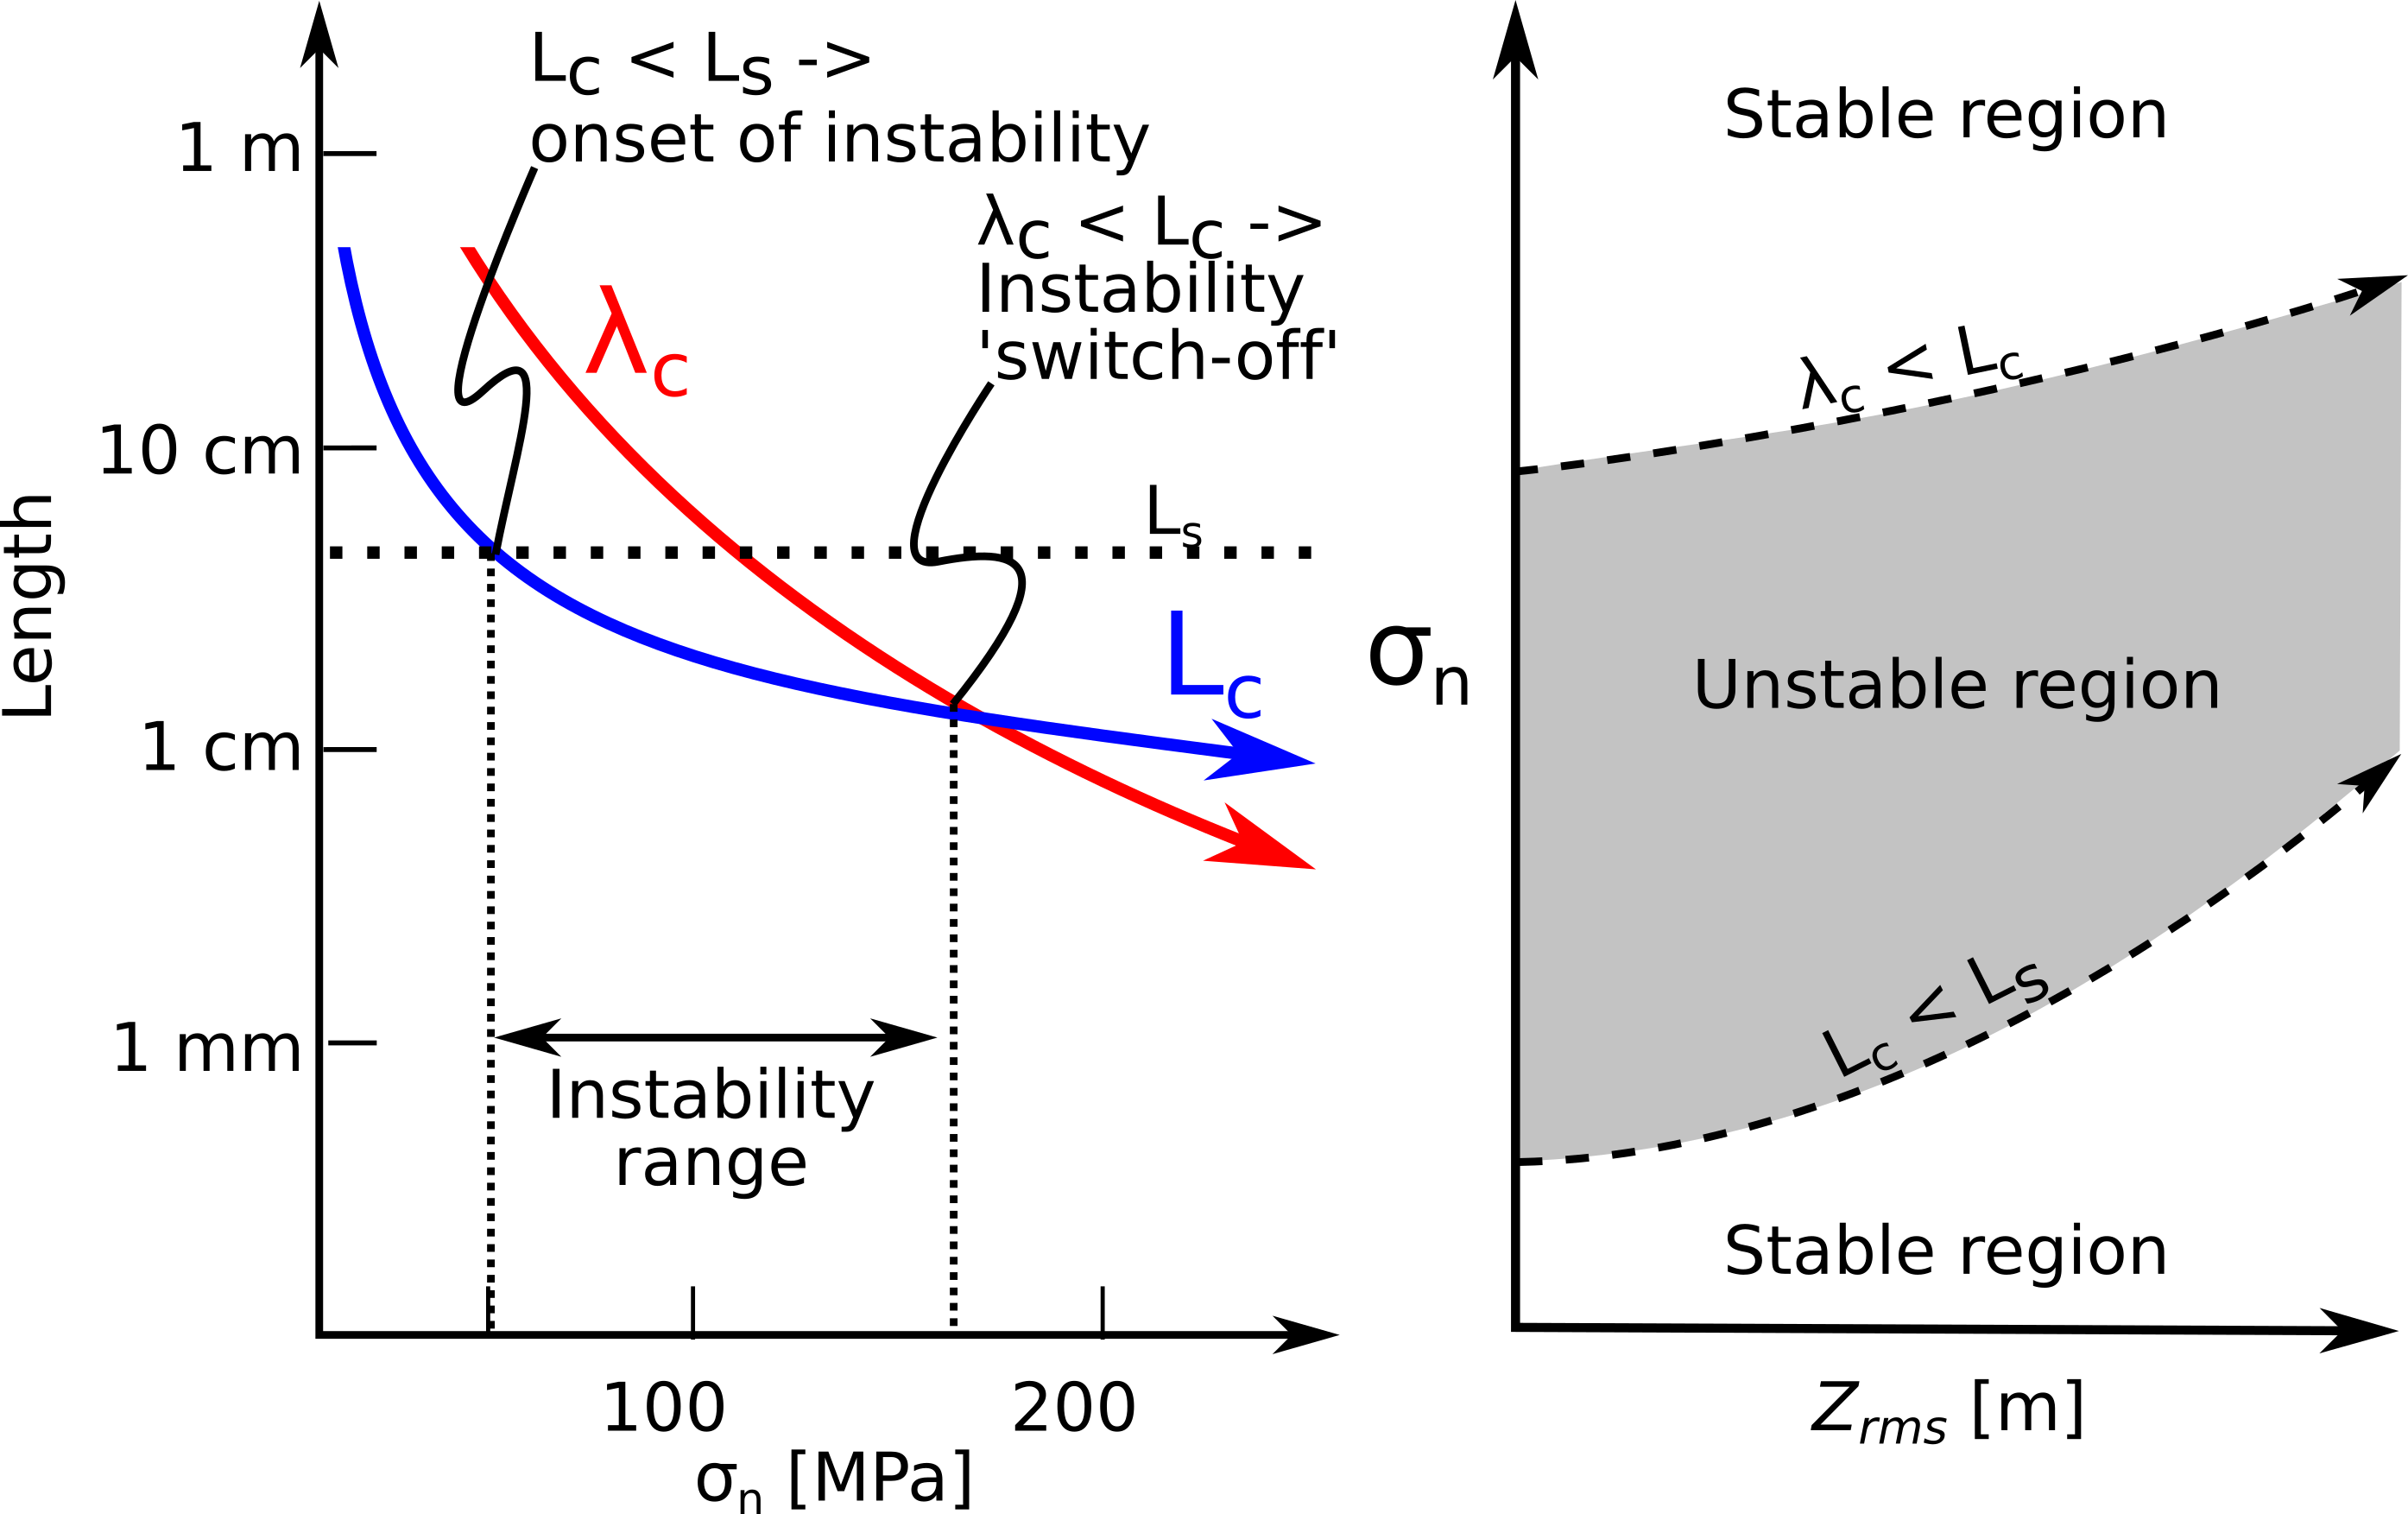 Lc < Ls ->
onset of instability
λc < Lc ->
Instability
'switch-off'
1 m
10 cm
1 cm
1 mm
Length
λc
Ls
Lc
Instability
range
100
200
σn [MPa]
Stable region
λc < Lc
σn
Unstable region
Lc < Ls
Stable region
Zrms [m]